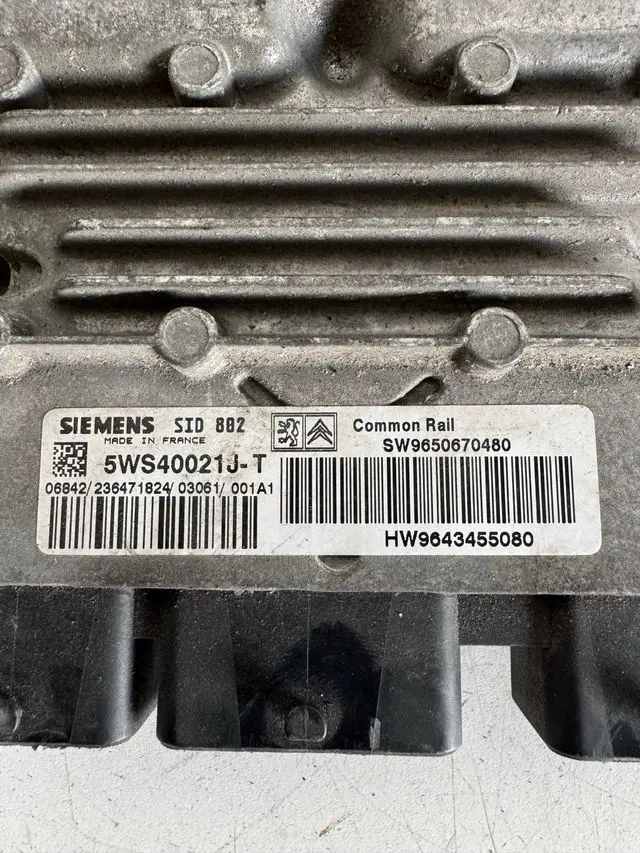 SIEMENS SID 802
MADE IN FRANCE
5WS40021J-T
06842/236471824/03061/001A1
Common Rail
SW9650670480
HW9643455080